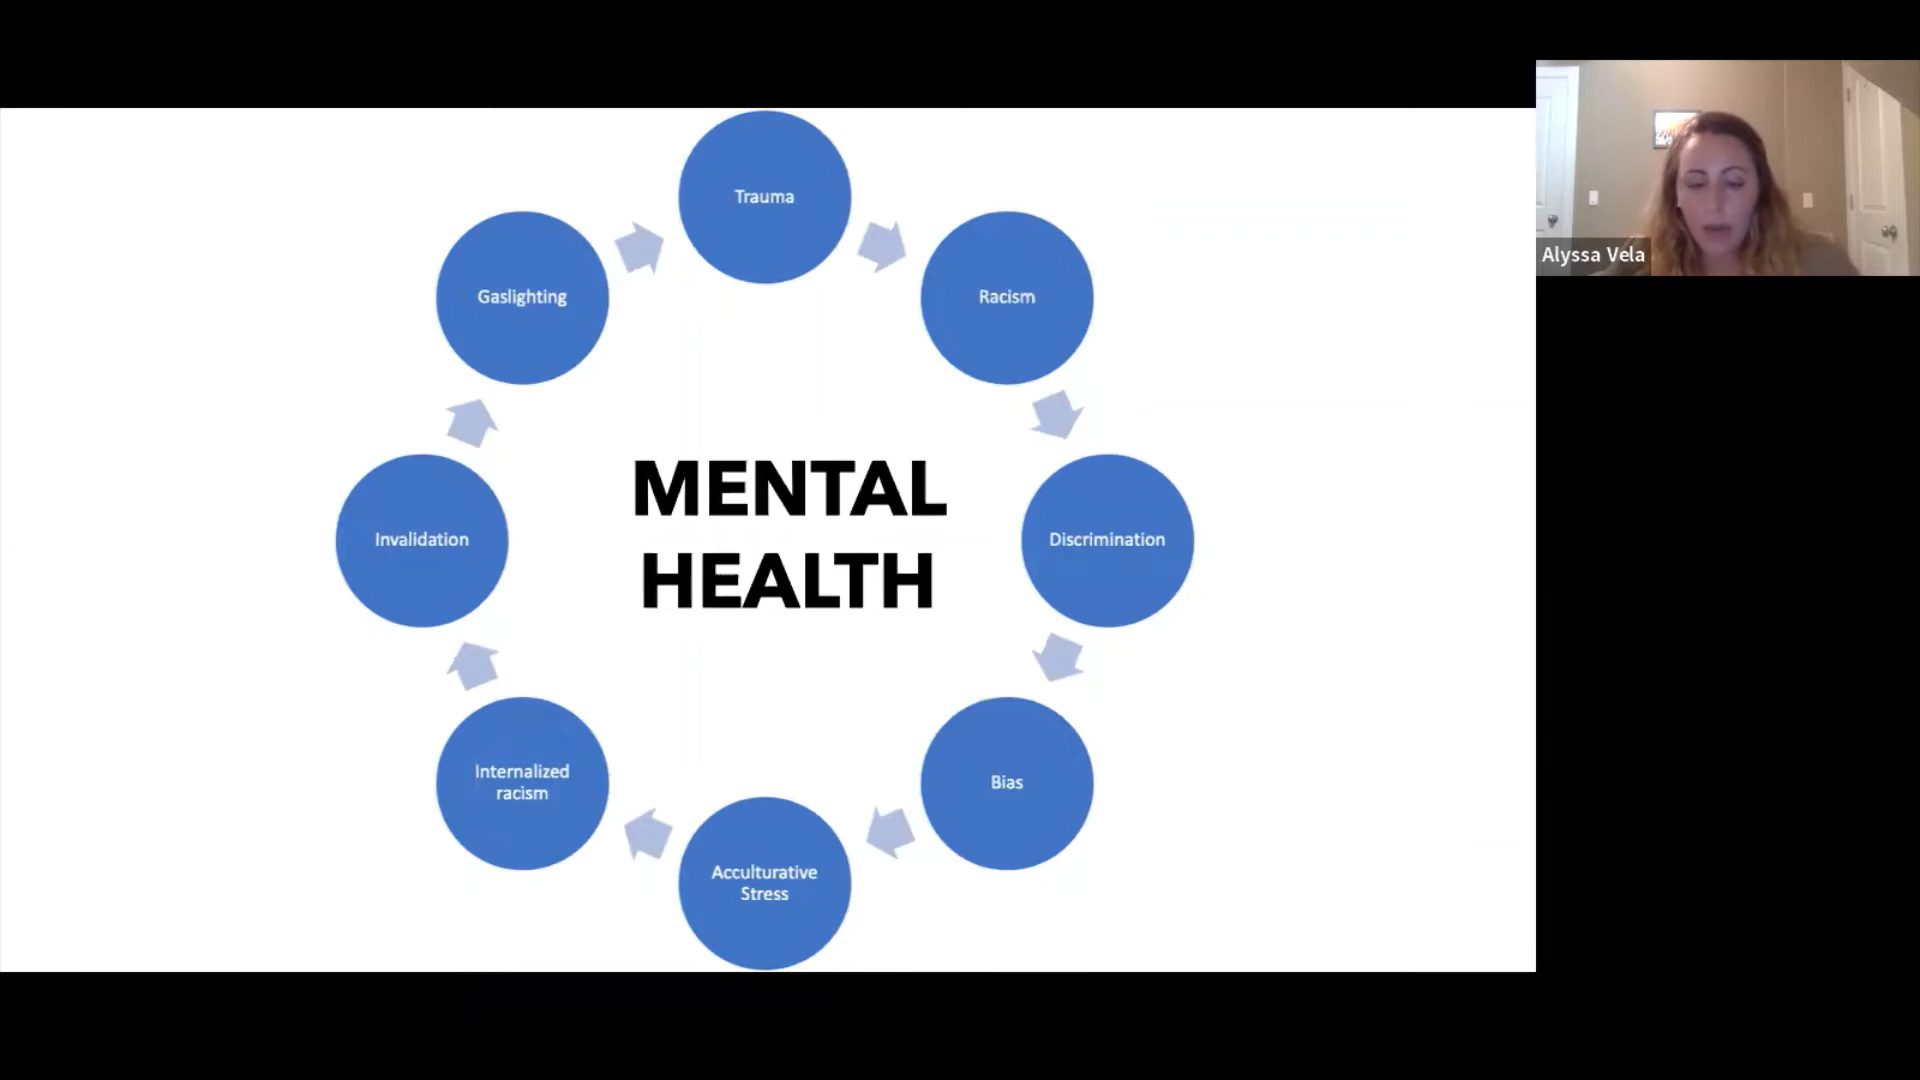 Trauma
Gaslighting
Racism
MENTAL
HEALTH
Invalidation
Discrimination
Internalized
racism
Bias
Acculturative
Stress
Alyssa Vela